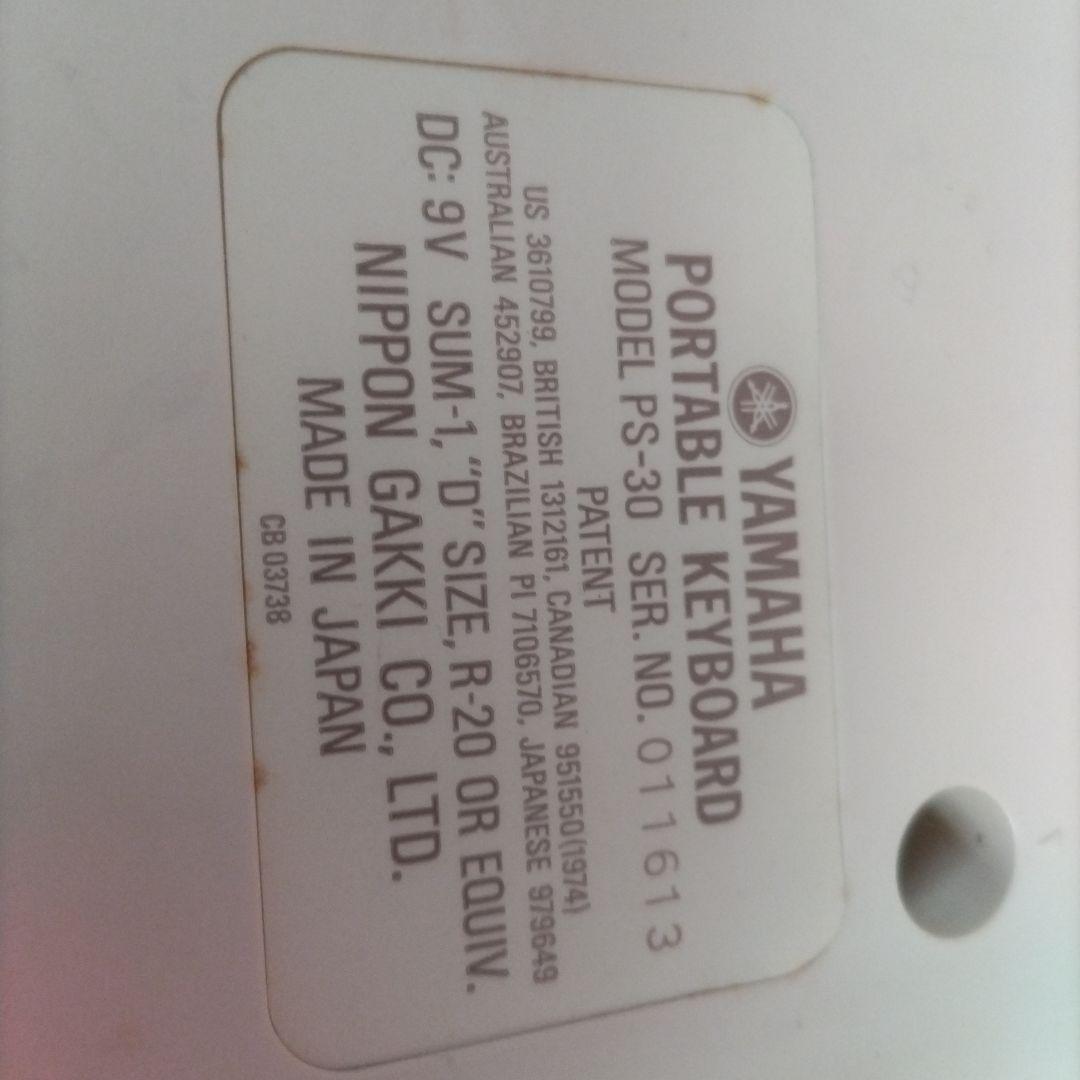 YAMAHA
PORTABLE KEYBOARD
MODEL PS-30 SER. NO. 011613
PATENT
US 3610799, BRITISH 1312161, CANADIAN 951550(1974)
AUSTRALIAN 452907, BRAZILIAN PI 7106570, JAPANESE 979649
DC: 9V SUM-1, "D" SIZE, R-20 OR EQUIV.
NIPPON GAKKI CO., LTD.
MADE IN JAPAN
CB03738